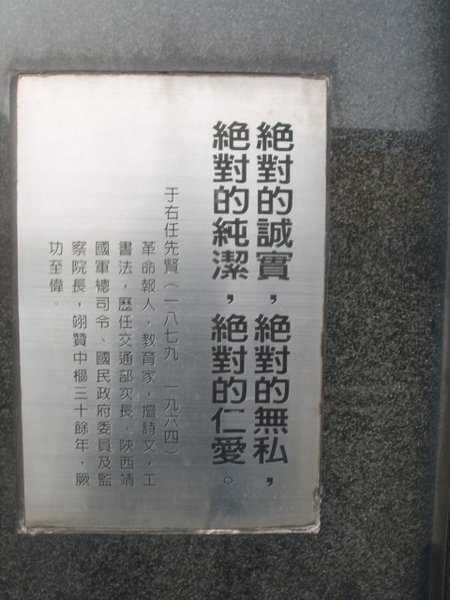 絕對的誠實，絕對的無私，
絕對的純潔，絕對的仁愛。
于右任先賢（一八七九 一九六四）
革命報人、教育家，擅詩文，工
書法，歷任交通部次長、陝西靖
國軍總司令、國民政府委員及監
察院長，翊贊中樞三十餘年，厥
功至偉。